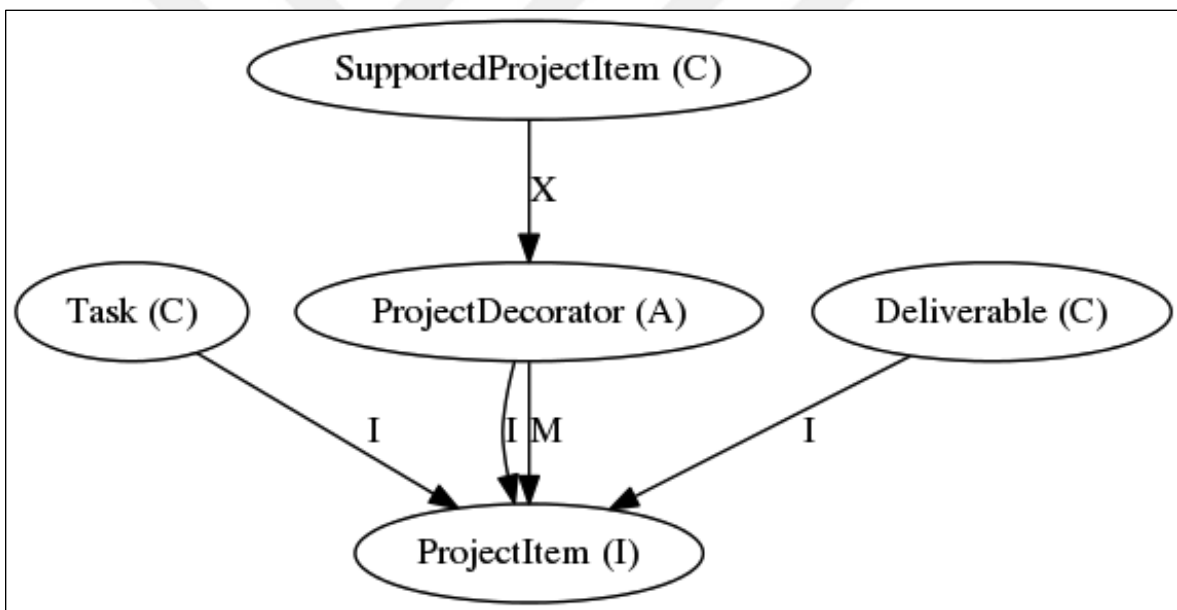 SupportedProjectItem (C)
X
Task (C)
ProjectDecorator (A)
Deliverable (C)
I
I
M
I
ProjectItem (I)